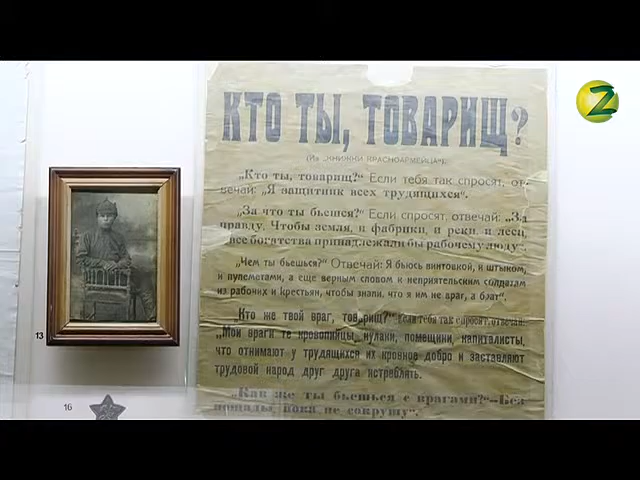 Z
КТО ТЫ, ТОВАРИЩ?
(Из „КНИЖКИ КРАСНОАРМЕЙЦА").
„Кто ты, товарищ?" Если тебя так спросят, от-
вечай: „Я защитник всех трудящихся".
„За что ты бьешся?" Если спросят, отвечай: „За
правду. Чтобы земля, и фабрики, и реки, и леса,
все богатства принадлежали бы рабочему люду".
„Чем ты бьешься?" Отвечай: Я бьюсь винтовкой, и штыком,
и пулеметами, а еще верным словом к неприятельским солдатам
из рабочих и крестьян, чтобы знали, что я им не враг, а брат".
„Кто же твой враг, товарищ?" Если тебя так спросят, отвечай:
„Мои враги те кровопийцы, кулаки, помещики, капиталисты,
что отнимают у трудящихся их кровное добро и заставляют
трудовой народ друг друга истреблять.
„Как же ты бьешься с врагами?"—Без
пощады, пока не сокрушу".
13
16